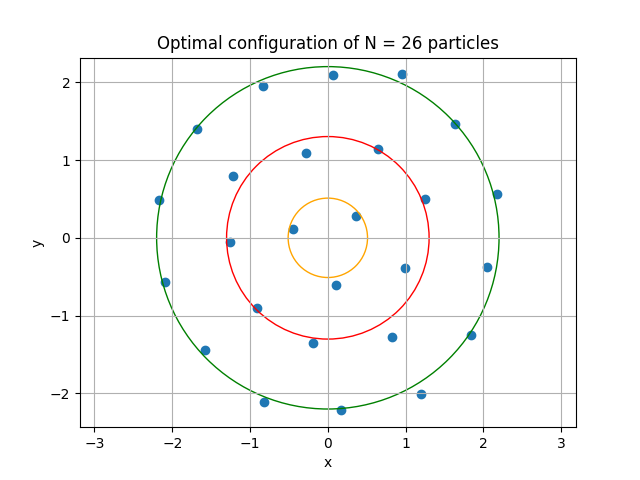 Optimal configuration of N = 26 particles
2
1
0
−1
−2
y
−3 −2 −1 0 1 2 3
x